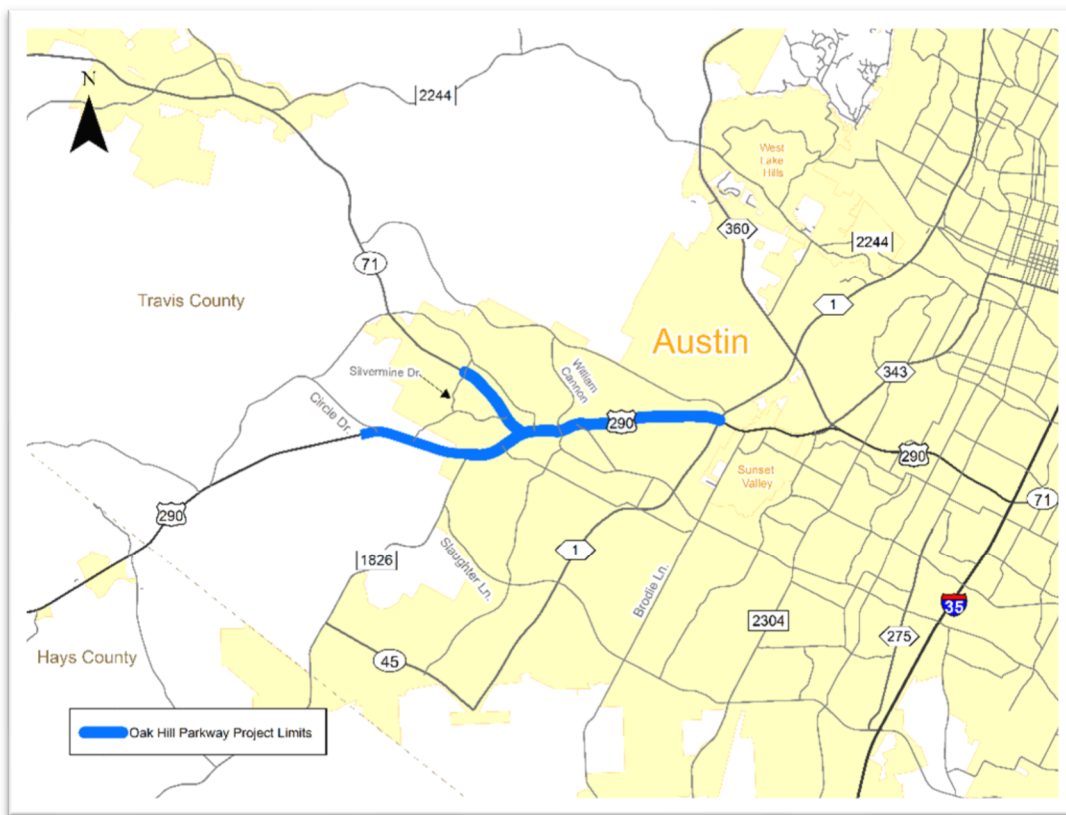 N
2244
West
Lake
Hills
360
2244
71
Travis County
1
Austin
343
Silvermine Dr.
William
Cannon
Circle Dr.
290
290
Sunset
Valley
71
290
1826
1
Slaughter Ln.
Brodie Ln.
35
2304
275
Hays County
45
Oak Hill Parkway Project Limits